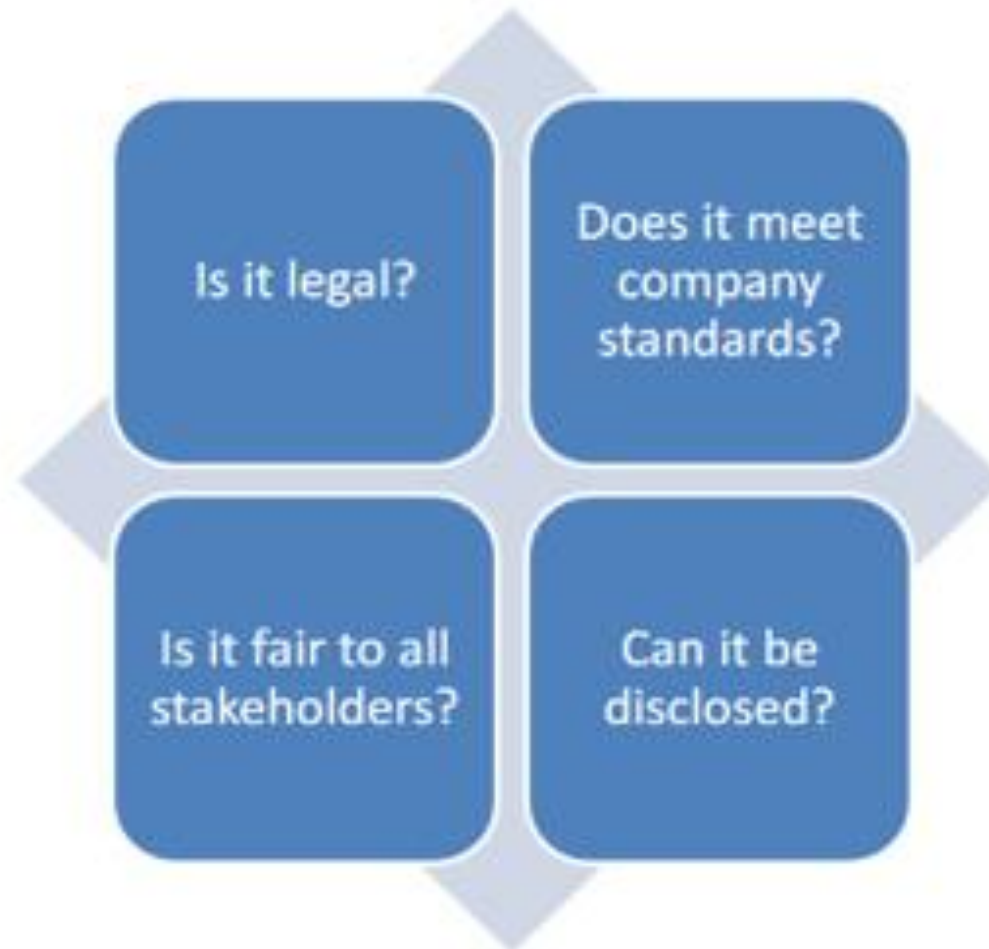 Is it legal?
Does it meet
company
standards?
Is it fair to all
stakeholders?
Can it be
disclosed?